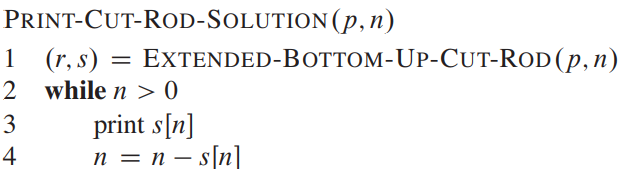 PRINT-CUT-ROD-SOLUTION(p, n)
1 (r, s) = EXTENDED-BOTTOM-UP-CUT-ROD(p, n)
2 while n > 0
3 print s[n]
4 n = n − s[n]